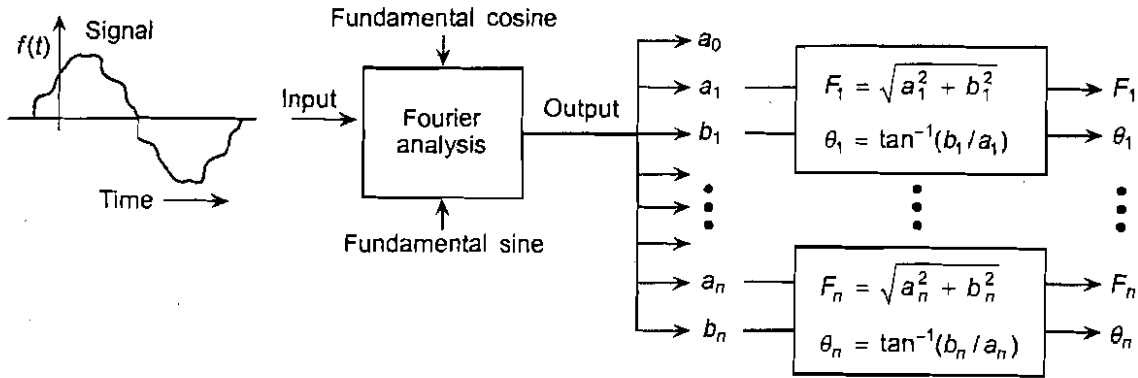 Fundamental cosine
f(t)
Signal
Input
Fourier
analysis
Output
Time
Fundamental sine
a₀
a₁
b₁
aₙ
bₙ
F₁ = √(a₁² + b₁²)
θ₁ = tan⁻¹(b₁/a₁)
Fₙ = √(aₙ² + bₙ²)
θₙ = tan⁻¹(bₙ/aₙ)
F₁
θ₁
Fₙ
θₙ